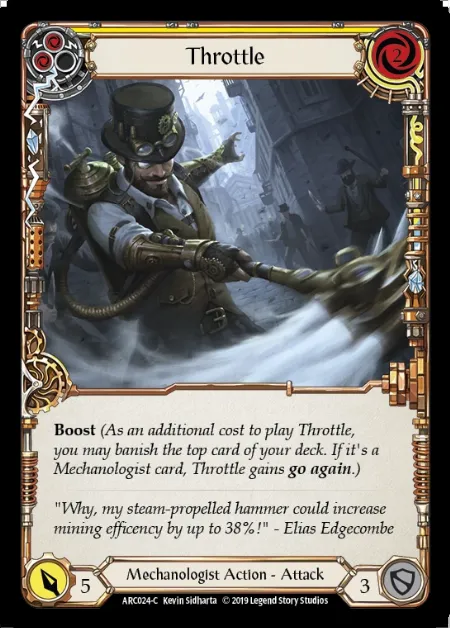 2
Throttle
Boost (As an additional cost to play Throttle,
you may banish the top card of your deck. If it's a
Mechanologist card, Throttle gains go again.)
"Why, my steam-propelled hammer could increase
mining efficency by up to 38%!" - Elias Edgecombe
5
Mechanologist Action - Attack
3
ARC024-C Kevin Sidharta © 2019 Legend Story Studios